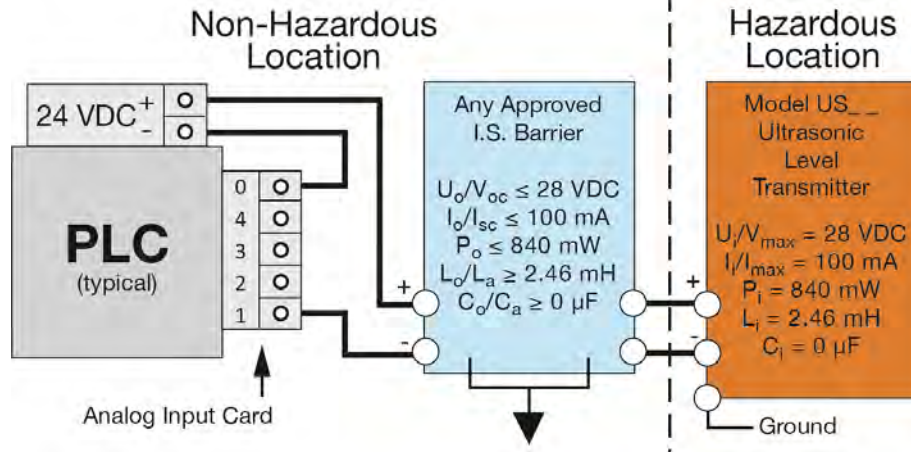 Non-Hazardous
Location
Hazardous
Location
24 VDC
+
-
PLC
(typical)
0
4
3
2
1
Analog Input Card
Any Approved
I.S. Barrier
Uₒ/Vₒc ≤ 28 VDC
Iₒ/Isc ≤ 100 mA
Pₒ ≤ 840 mW
Lₒ/Lₐ ≥ 2.46 mH
Cₒ/Cₐ ≥ 0 µF
+
-
Model US_ _
Ultrasonic
Level
Transmitter
Uᵢ/Vmax = 28 VDC
Iᵢ/Imax = 100 mA
Pᵢ = 840 mW
Lᵢ = 2.46 mH
Cᵢ = 0 µF
+
-
Ground